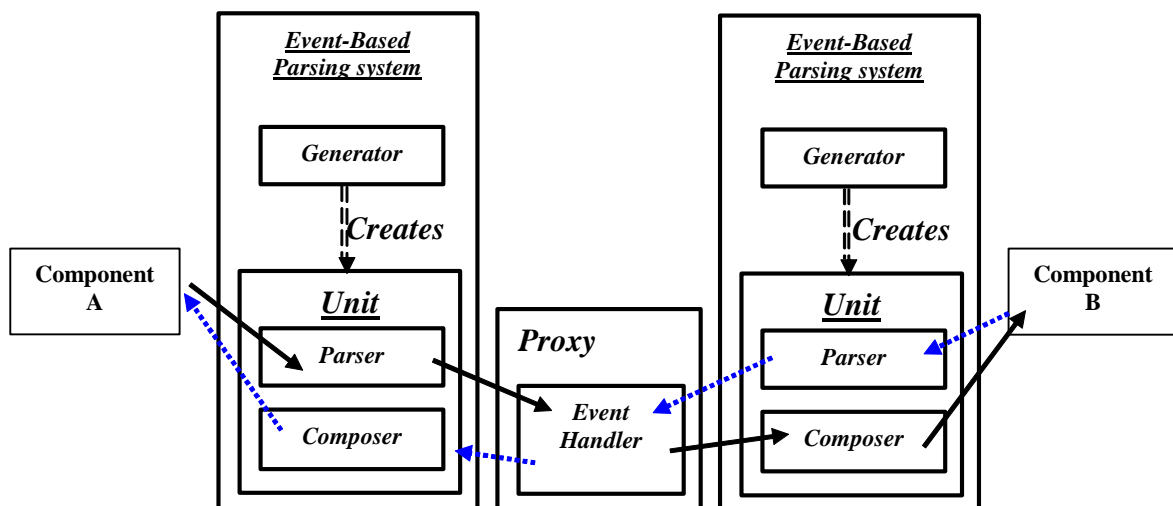 Event-Based
Parsing system
Generator
Creates
Component
A
Unit
Parser
Composer
Proxy
Event
Handler
Event-Based
Parsing system
Generator
Creates
Unit
Parser
Composer
Component
B